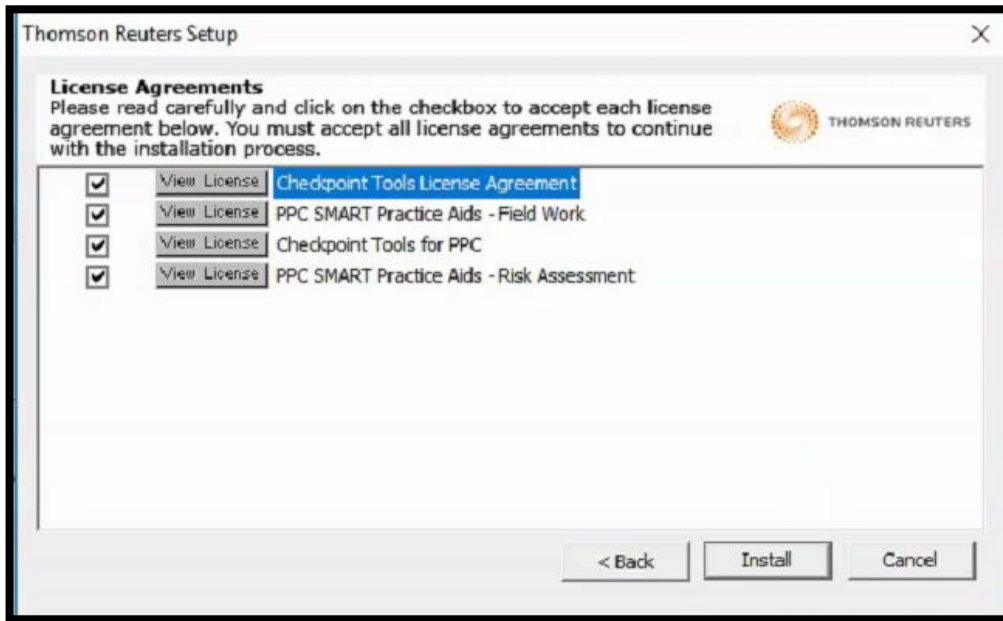 Thomson Reuters Setup
License Agreements
Please read carefully and click on the checkbox to accept each license
agreement below. You must accept all license agreements to continue
with the installation process.
THOMSON REUTERS
View License Checkpoint Tools License Agreement
View License PPC SMART Practice Aids - Field Work
View License Checkpoint Tools for PPC
View License PPC SMART Practice Aids - Risk Assessment
< Back Install Cancel